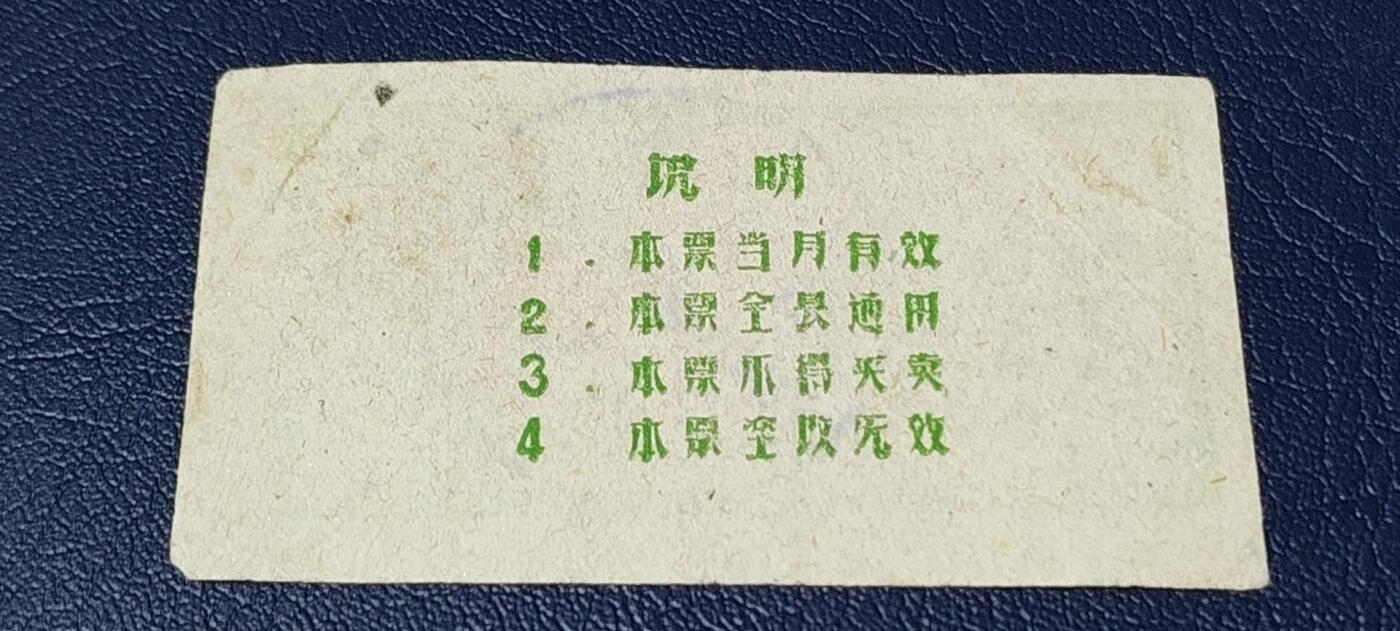 说明
1. 本票当月有效
2. 本票全县通用
3. 本票不得买卖
4 本票涂改无效